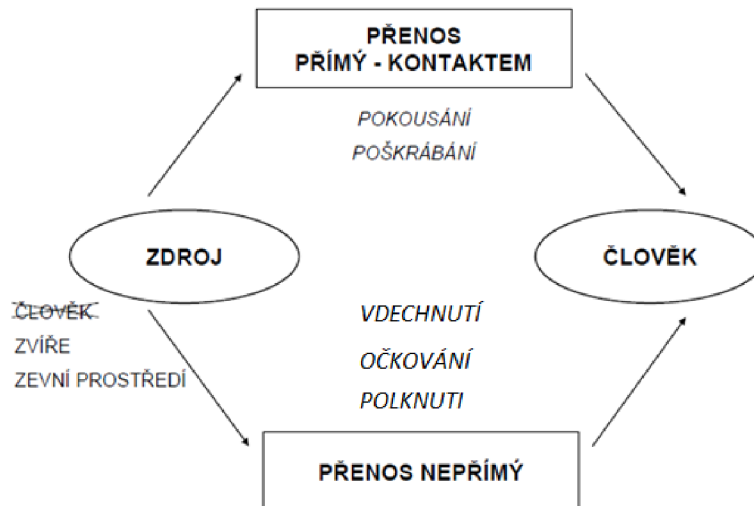 PŘENOS
PŘÍMÝ - KONTAKTEM
POKOUSÁNÍ
POŠKRÁBÁNÍ
ZDROJ
ČLOVĚK
ČLOVĚK
ZVÍŘE
ZEVNÍ PROSTŘEDÍ
VDECHNUTÍ
OČKOVÁNÍ
POLKNUTI
PŘENOS NEPŘÍMÝ